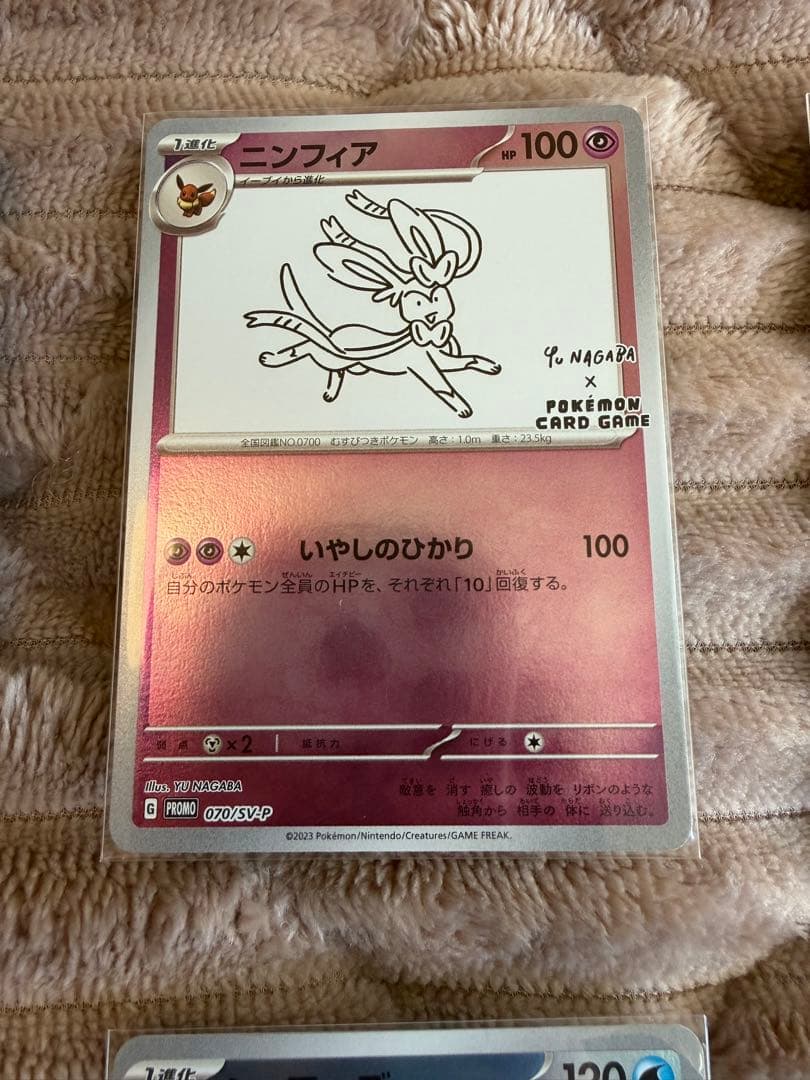 1進化 ニンフィア HP 100
イーブイから進化
YU NAGABA
×
POKÉMON
CARD GAME
全国図鑑NO.0700 むすびつきポケモン 高さ:1.0m 重さ:23.5kg
いやしのひかり 100
自分のポケモン全員のHPを、それぞれ「10」回復する。
弱点 ×2 抵抗力 にげる
Illus. YU NAGABA
G PROMO 070/SV-P
敵意を 消す 癒しの 波動を リボンのような
触角から 相手の 体に 送り込む。
©2023 Pokémon/Nintendo/Creatures/GAME FREAK.
1進化 120